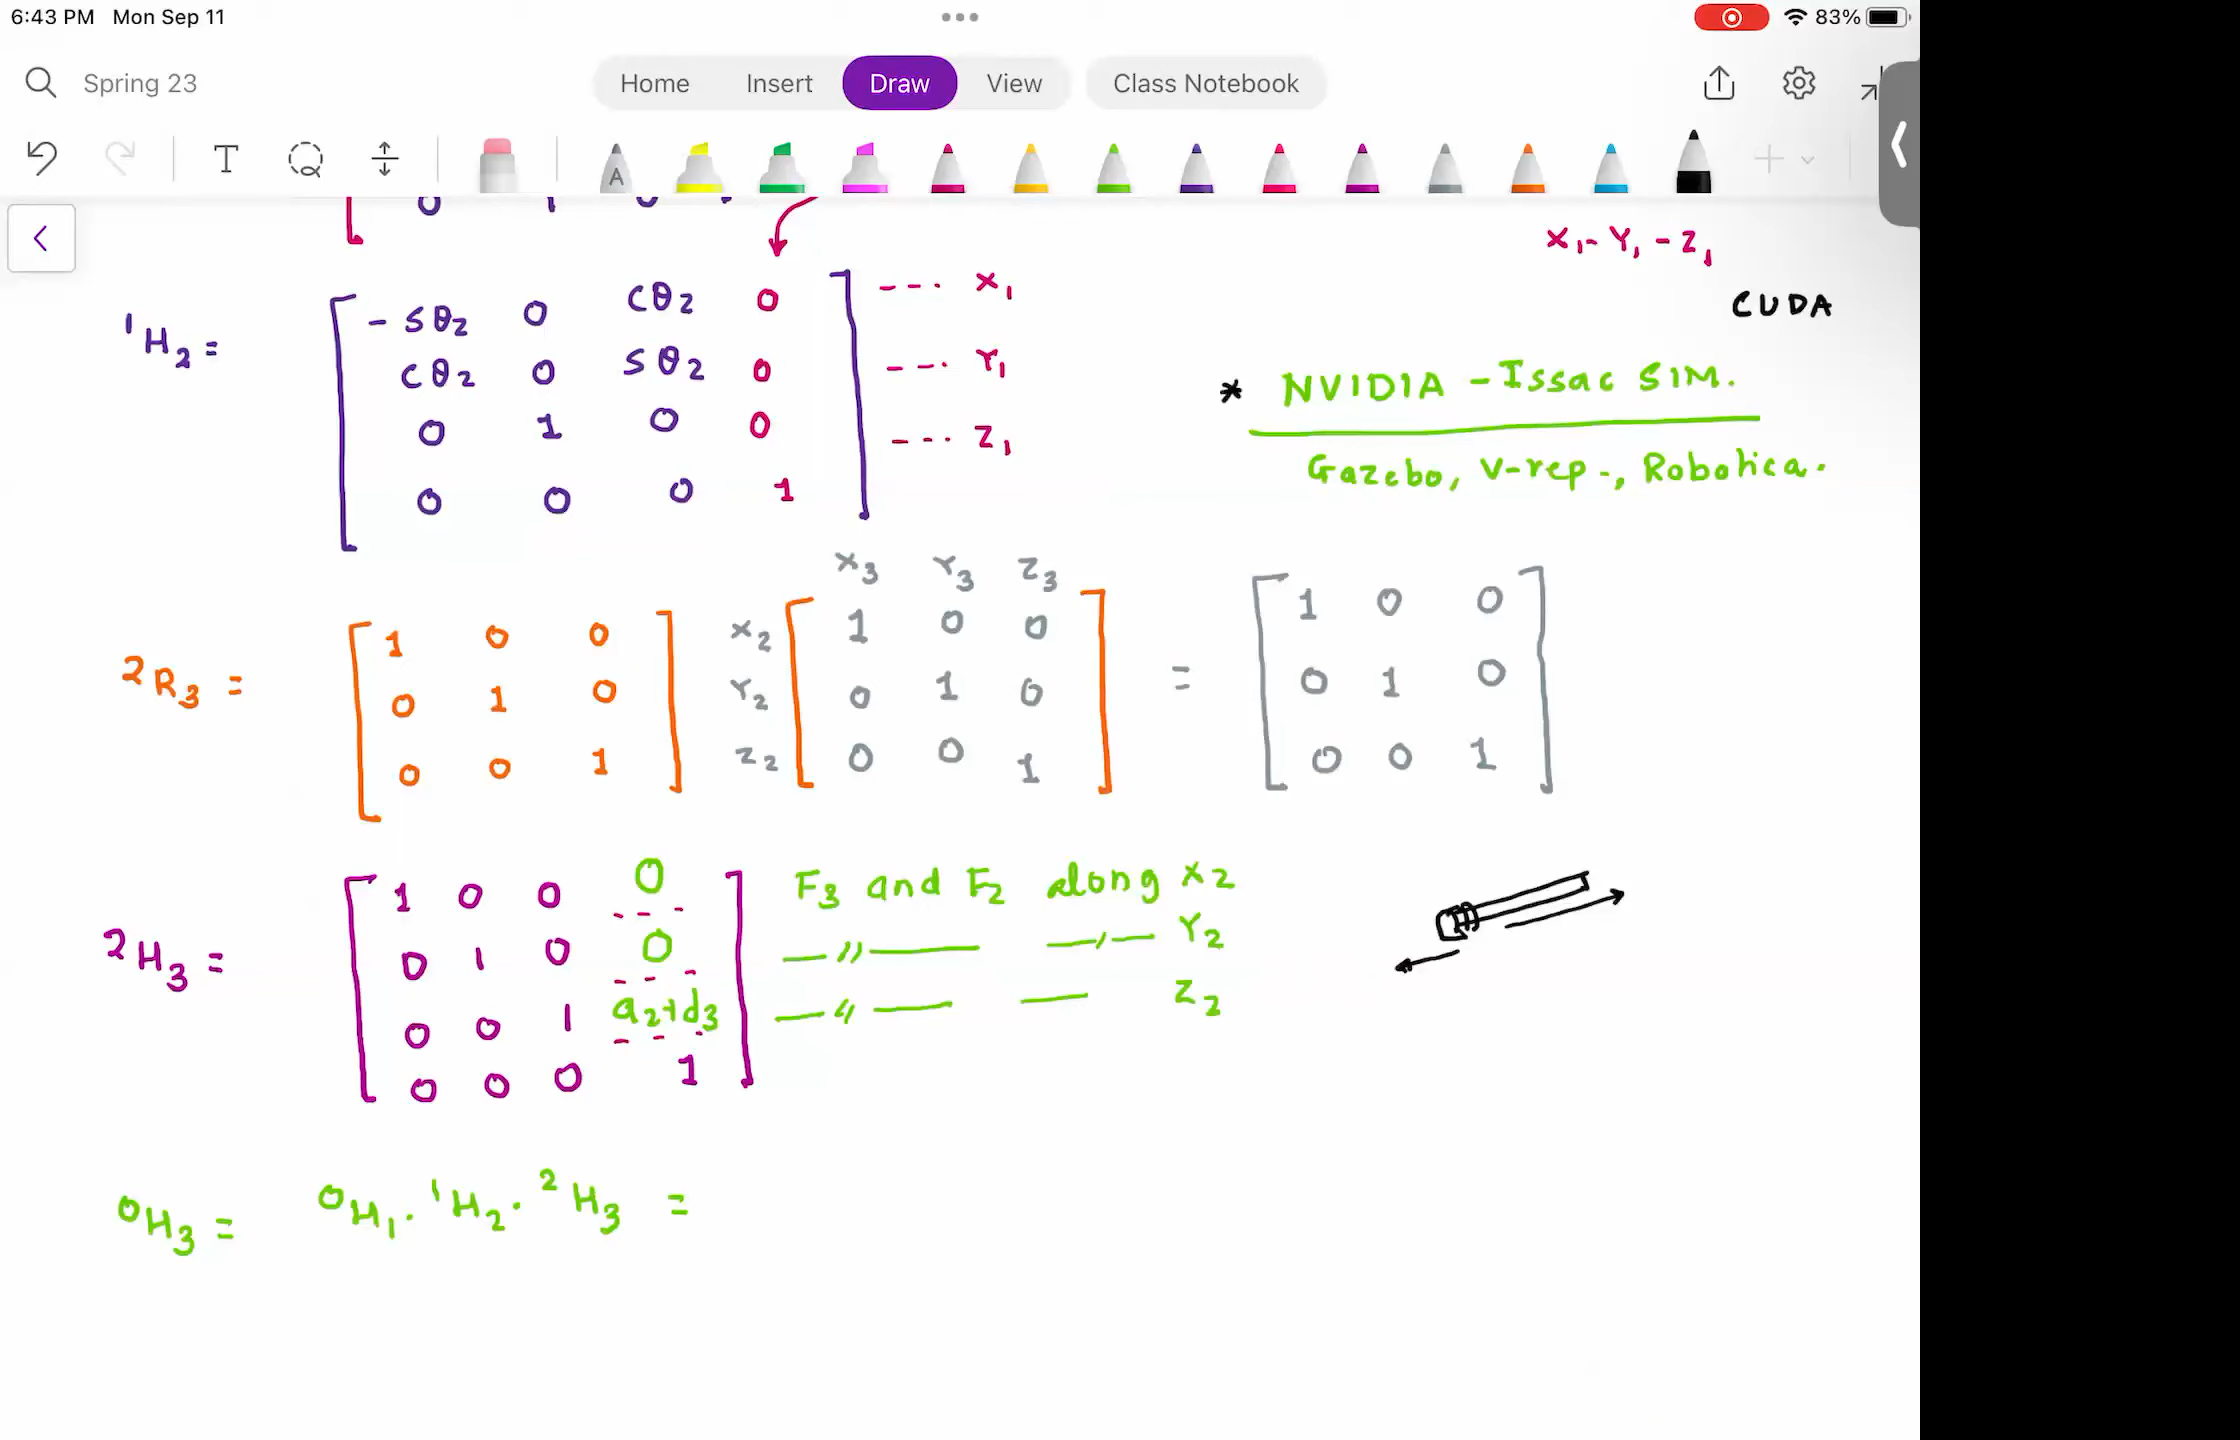 6:43 PM Mon Sep 11
83%
Spring 23
Home Insert Draw View Class Notebook
T A
0 1 0
X₁ - Y₁ - Z₁
CUDA
¹H₂ =
-Sθ₂ 0 Cθ₂ 0 --- X₁
Cθ₂ 0 Sθ₂ 0 --- Y₁
0 1 0 0 --- Z₁
0 0 0 1
* NVIDIA - Issac SIM.
Gazebo, V-rep -, Robotica.
²R₃ =
1 0 0
0 1 0
0 0 1
X₃ Y₃ Z₃
X₂ 1 0 0
Y₂ 0 1 0
Z₂ 0 0 1
=
1 0 0
0 1 0
0 0 1
²H₃ =
1 0 0 0
0 1 0 0
0 0 1 a₂+d₃
0 0 0 1
F₃ and F₂ along X₂
—〃— —〃— Y₂
—〃— — Z₂
⁰H₃ = ⁰H₁ . ¹H₂ . ²H₃ =